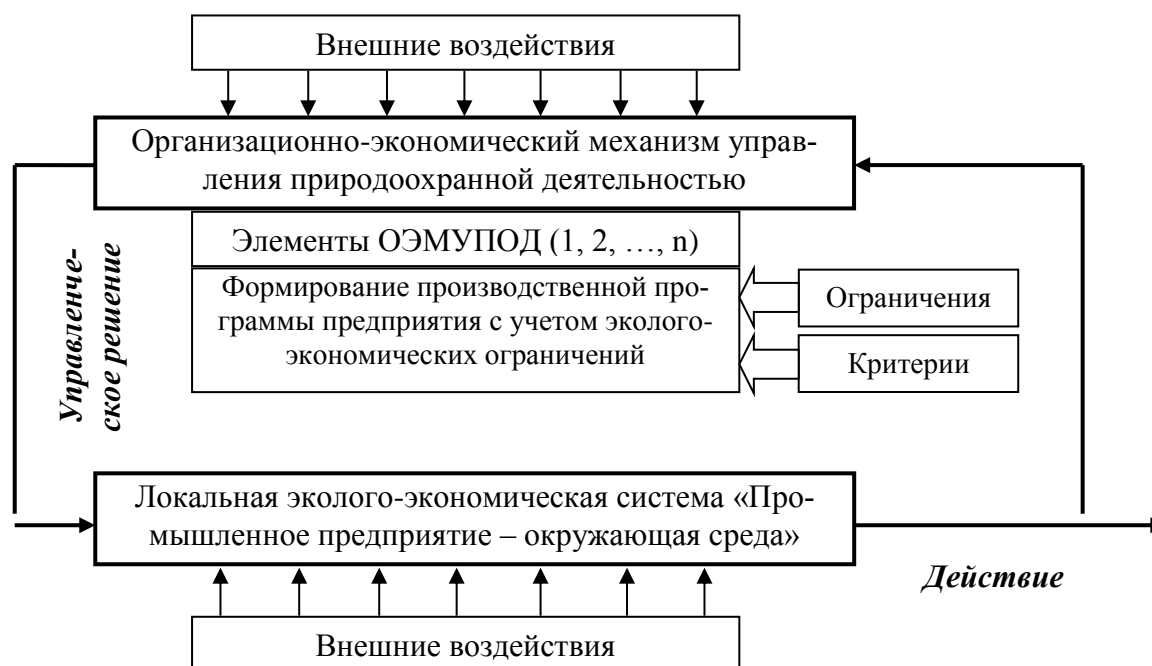 Внешние воздействия
Организационно-экономический механизм управ-
ления природоохранной деятельностью
Элементы ОЭМУПОД (1, 2, …, n)
Формирование производственной про-
граммы предприятия с учетом эколого-
экономических ограничений
Ограничения
Критерии
Управленче-
ское решение
Локальная эколого-экономическая система «Про-
мышленное предприятие – окружающая среда»
Действие
Внешние воздействия